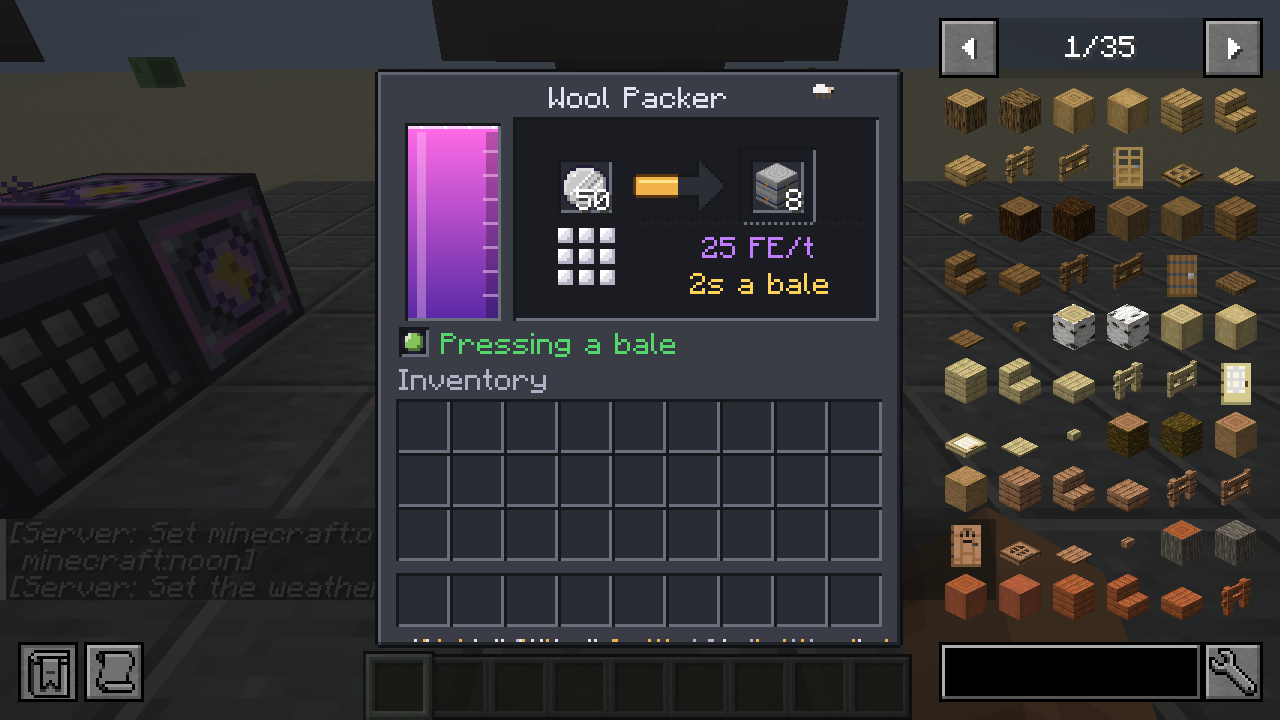 Wool Packer
1/35
50
8
25 FE/t
2s a bale
Pressing a bale
Inventory
[Server: Set minecraft:o
minecraft:noon]
[Server: Set the weather